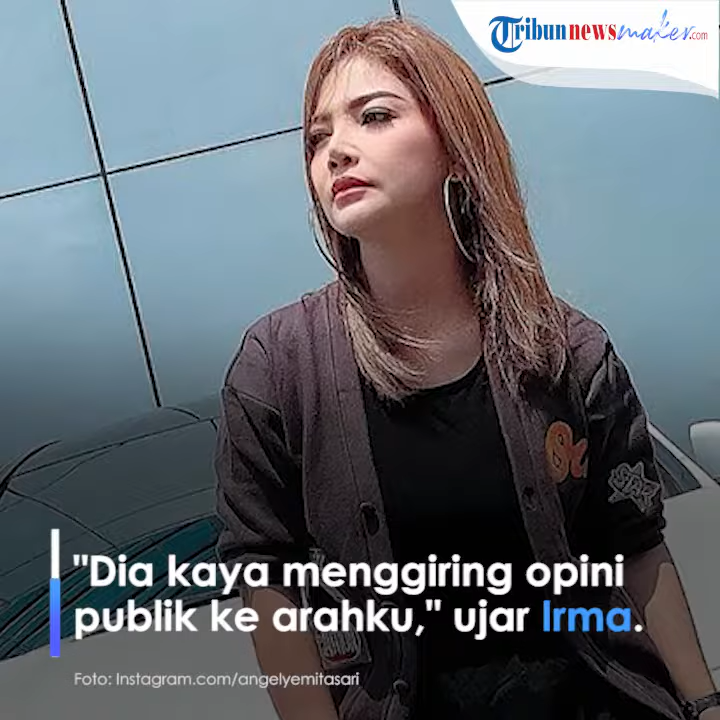 Tribunnewsmaker.com
"Dia kaya menggiring opini
publik ke arahku," ujar Irma.
Foto: Instagram.com/angelyemitasari